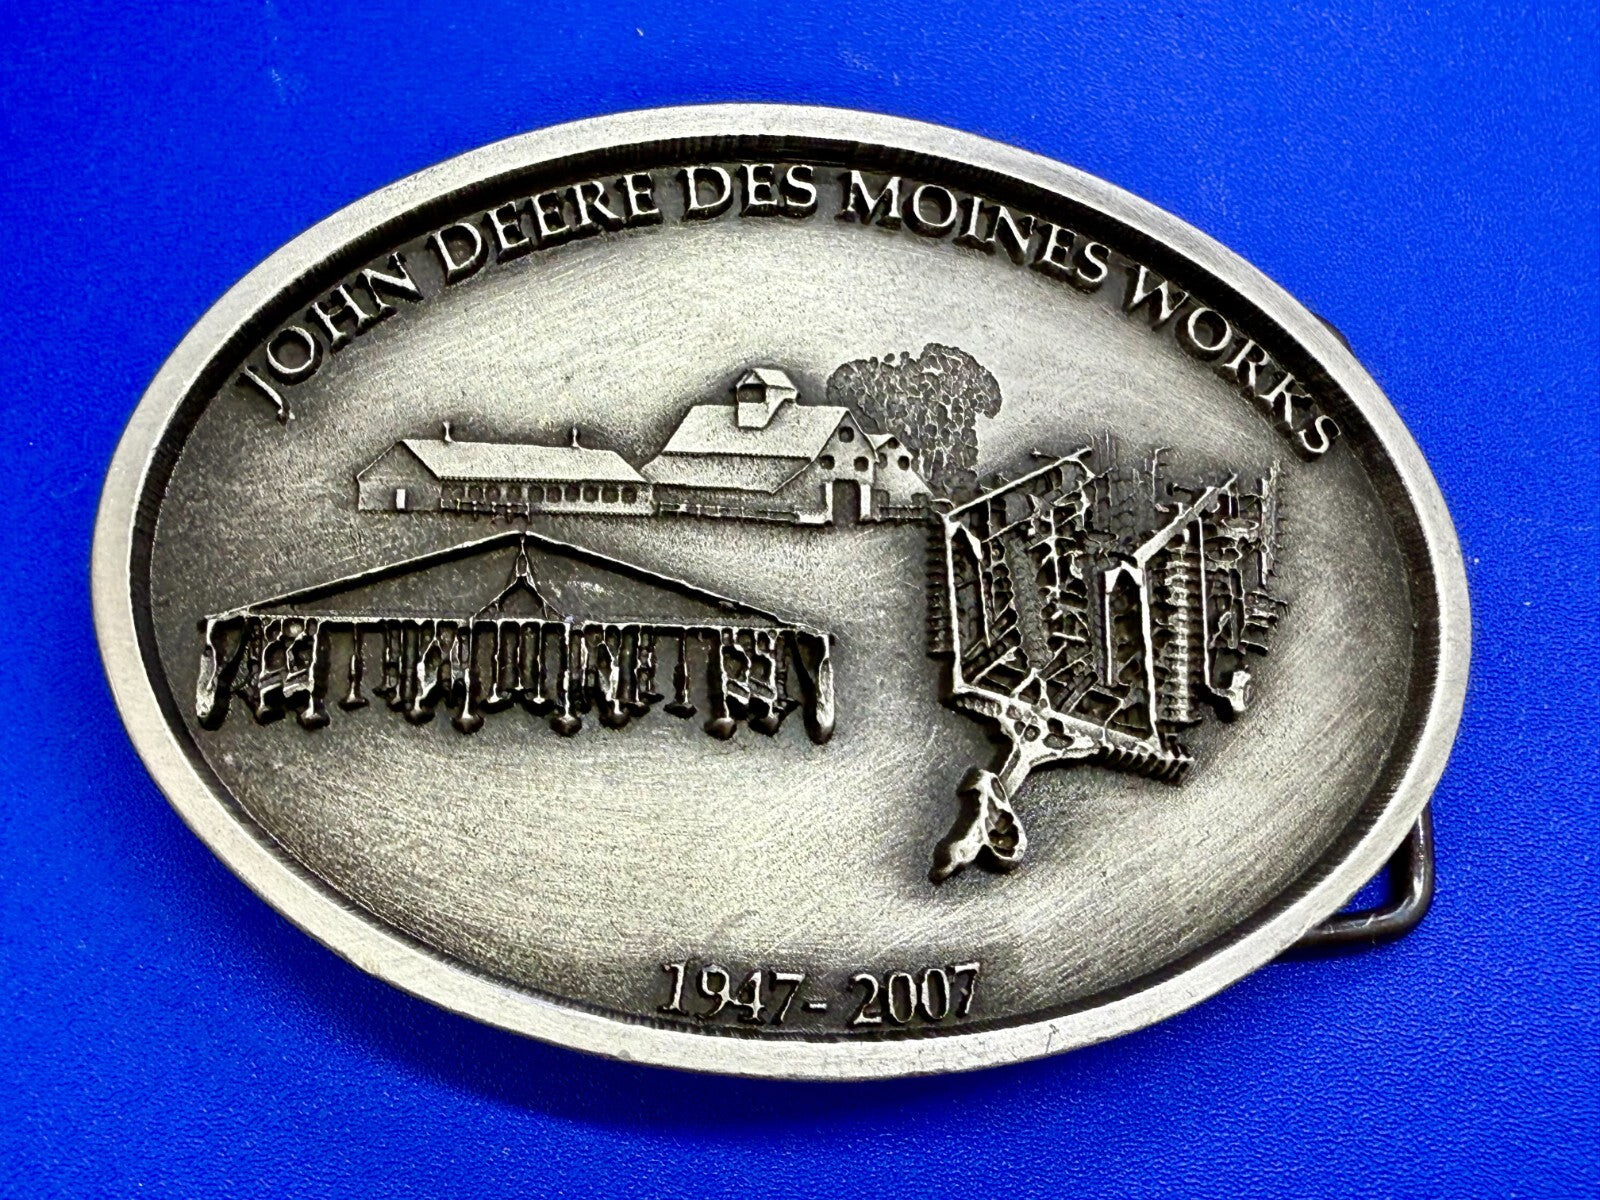 JOHN DEERE DES MOINES WORKS
1947-2007